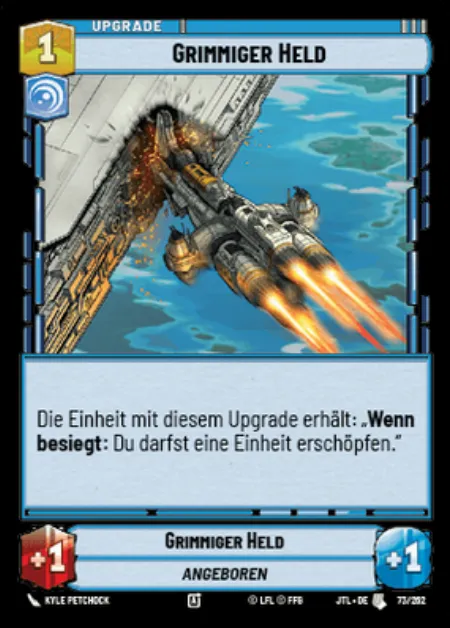 UPGRADE
1
GRIMMIGER HELD
Die Einheit mit diesem Upgrade erhält: „Wenn
besiegt: Du darfst eine Einheit erschöpfen.“
+1
GRIMMIGER HELD
+1
ANGEBOREN
KYLE PETCHOCK
A
© LFL © FFG
JTL • DE
73/262